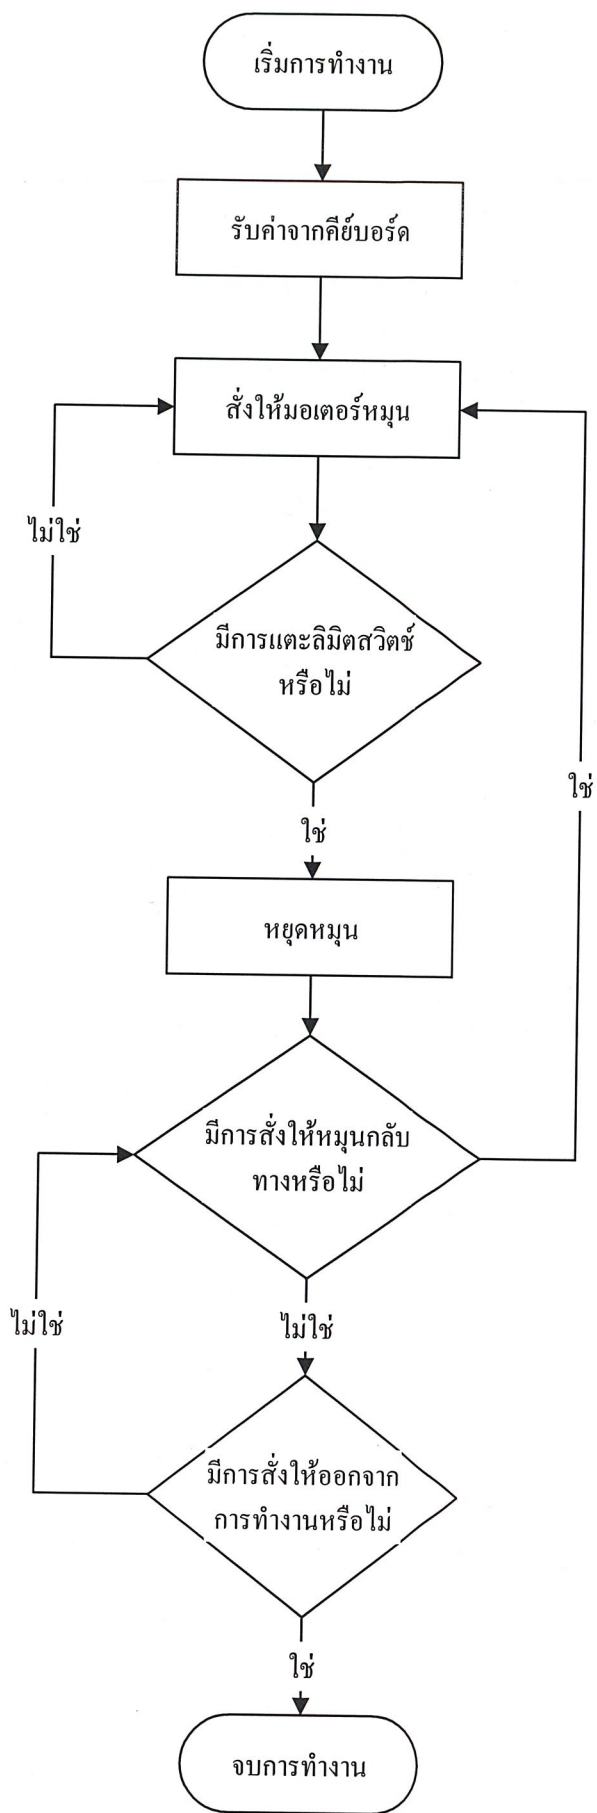 เริ่มการทำงาน
รับค่าจากคีย์บอร์ด
สั่งให้มอเตอร์หมุน
ไม่ใช่
มีการแตะลิมิตสวิตช์
หรือไม่
ใช่
ใช่
หยุดหมุน
มีการสั่งให้หมุนกลับ
ทางหรือไม่
ไม่ใช่
ไม่ใช่
มีการสั่งให้ออกจาก
การทำงานหรือไม่
ใช่
จบการทำงาน